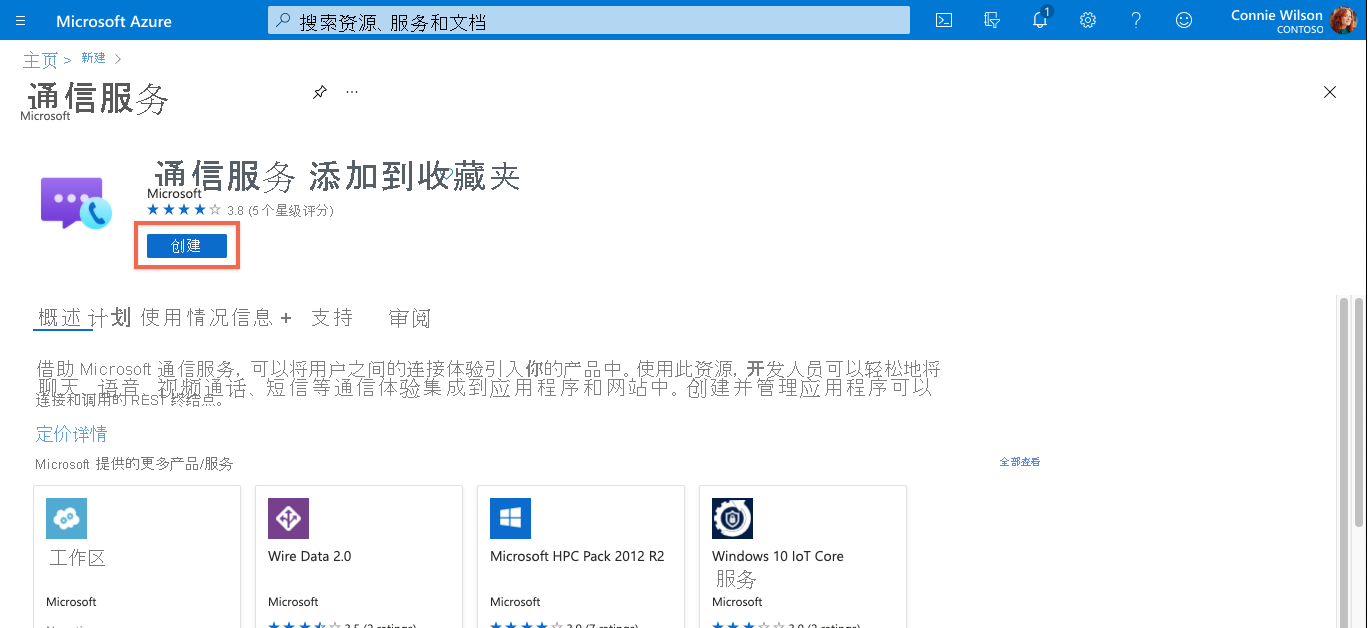 Microsoft Azure
搜索资源、服务和文档
1
Connie Wilson
CONTOSO
主页 > 新建 >
通信服务
...
Microsoft
通信服务 添加到收藏夹
Microsoft
3.8 (5 个星级评分)
创建
概述 计划 使用情况信息 + 支持 审阅
借助 Microsoft 通信服务, 可以将用户之间的连接体验引入你的产品中。使用此资源, 开发人员可以轻松地将
聊天、语音、视频通话、短信等通信体验集成到应用程序和网站中。创建并管理应用程序可以
连接和调用的 REST 终结点。
定价详情
Microsoft 提供的更多产品/服务
全部查看
工作区
Microsoft
Wire Data 2.0
Microsoft
3.5 (2 ratings)
Microsoft HPC Pack 2012 R2
Microsoft
3.9 (7 ratings)
Windows 10 IoT Core
服务
Microsoft